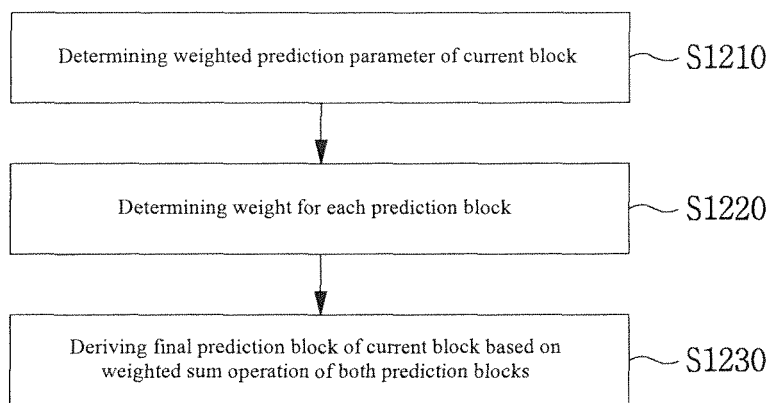 Determining weighted prediction parameter of current block
S1210
Determining weight for each prediction block
S1220
Deriving final prediction block of current block based on
weighted sum operation of both prediction blocks
S1230